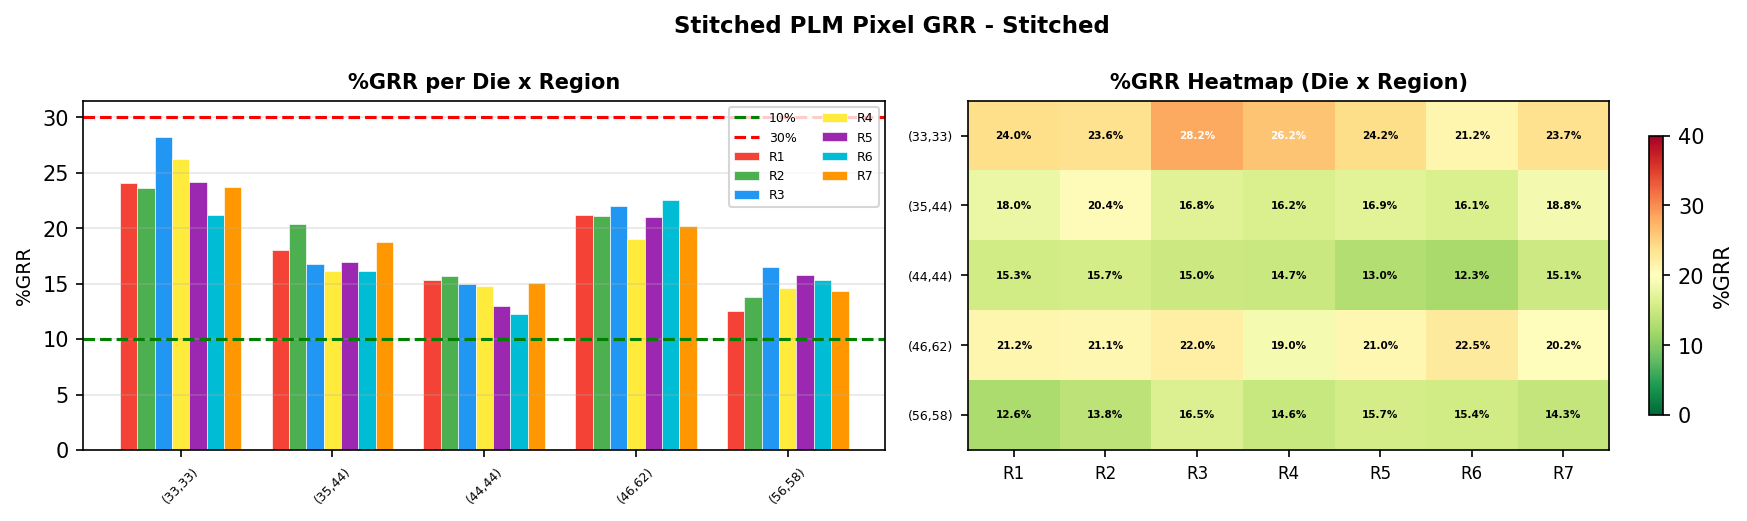 Stitched PLM Pixel GRR - Stitched
%GRR per Die x Region
%GRR
30
25
20
15
10
5
0
10%
30%
R1
R2
R3
R4
R5
R6
R7
(33,33)
(35,44)
(44,44)
(46,62)
(56,58)
%GRR Heatmap (Die x Region)
(33,33) 24.0% 23.6% 28.2% 26.2% 24.2% 21.2% 23.7%
(35,44) 18.0% 20.4% 16.8% 16.2% 16.9% 16.1% 18.8%
(44,44) 15.3% 15.7% 15.0% 14.7% 13.0% 12.3% 15.1%
(46,62) 21.2% 21.1% 22.0% 19.0% 21.0% 22.5% 20.2%
(56,58) 12.6% 13.8% 16.5% 14.6% 15.7% 15.4% 14.3%
R1 R2 R3 R4 R5 R6 R7
40
30
20
10
0
%GRR